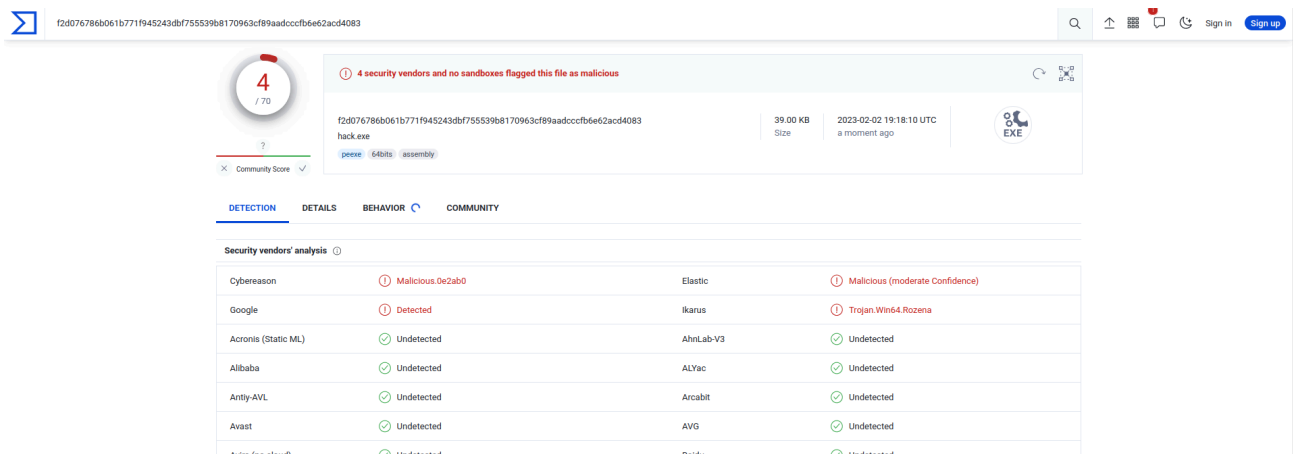 f2d076786b061b771f945243dbf755539b8170963cf89aadcccfb6e62acd4083
Sign in
Sign up
4
/ 70
?
Community Score
4 security vendors and no sandboxes flagged this file as malicious
f2d076786b061b771f945243dbf755539b8170963cf89aadcccfb6e62acd4083
hack.exe
peexe 64bits assembly
39.00 KB
Size
2023-02-02 19:18:10 UTC
a moment ago
EXE
DETECTION DETAILS BEHAVIOR COMMUNITY
Security vendors' analysis
Cybereason Malicious.0e2ab0 Elastic Malicious (moderate Confidence)
Google Detected Ikarus Trojan.Win64.Rozena
Acronis (Static ML) Undetected AhnLab-V3 Undetected
Alibaba Undetected ALYac Undetected
Antiy-AVL Undetected Arcabit Undetected
Avast Undetected AVG Undetected